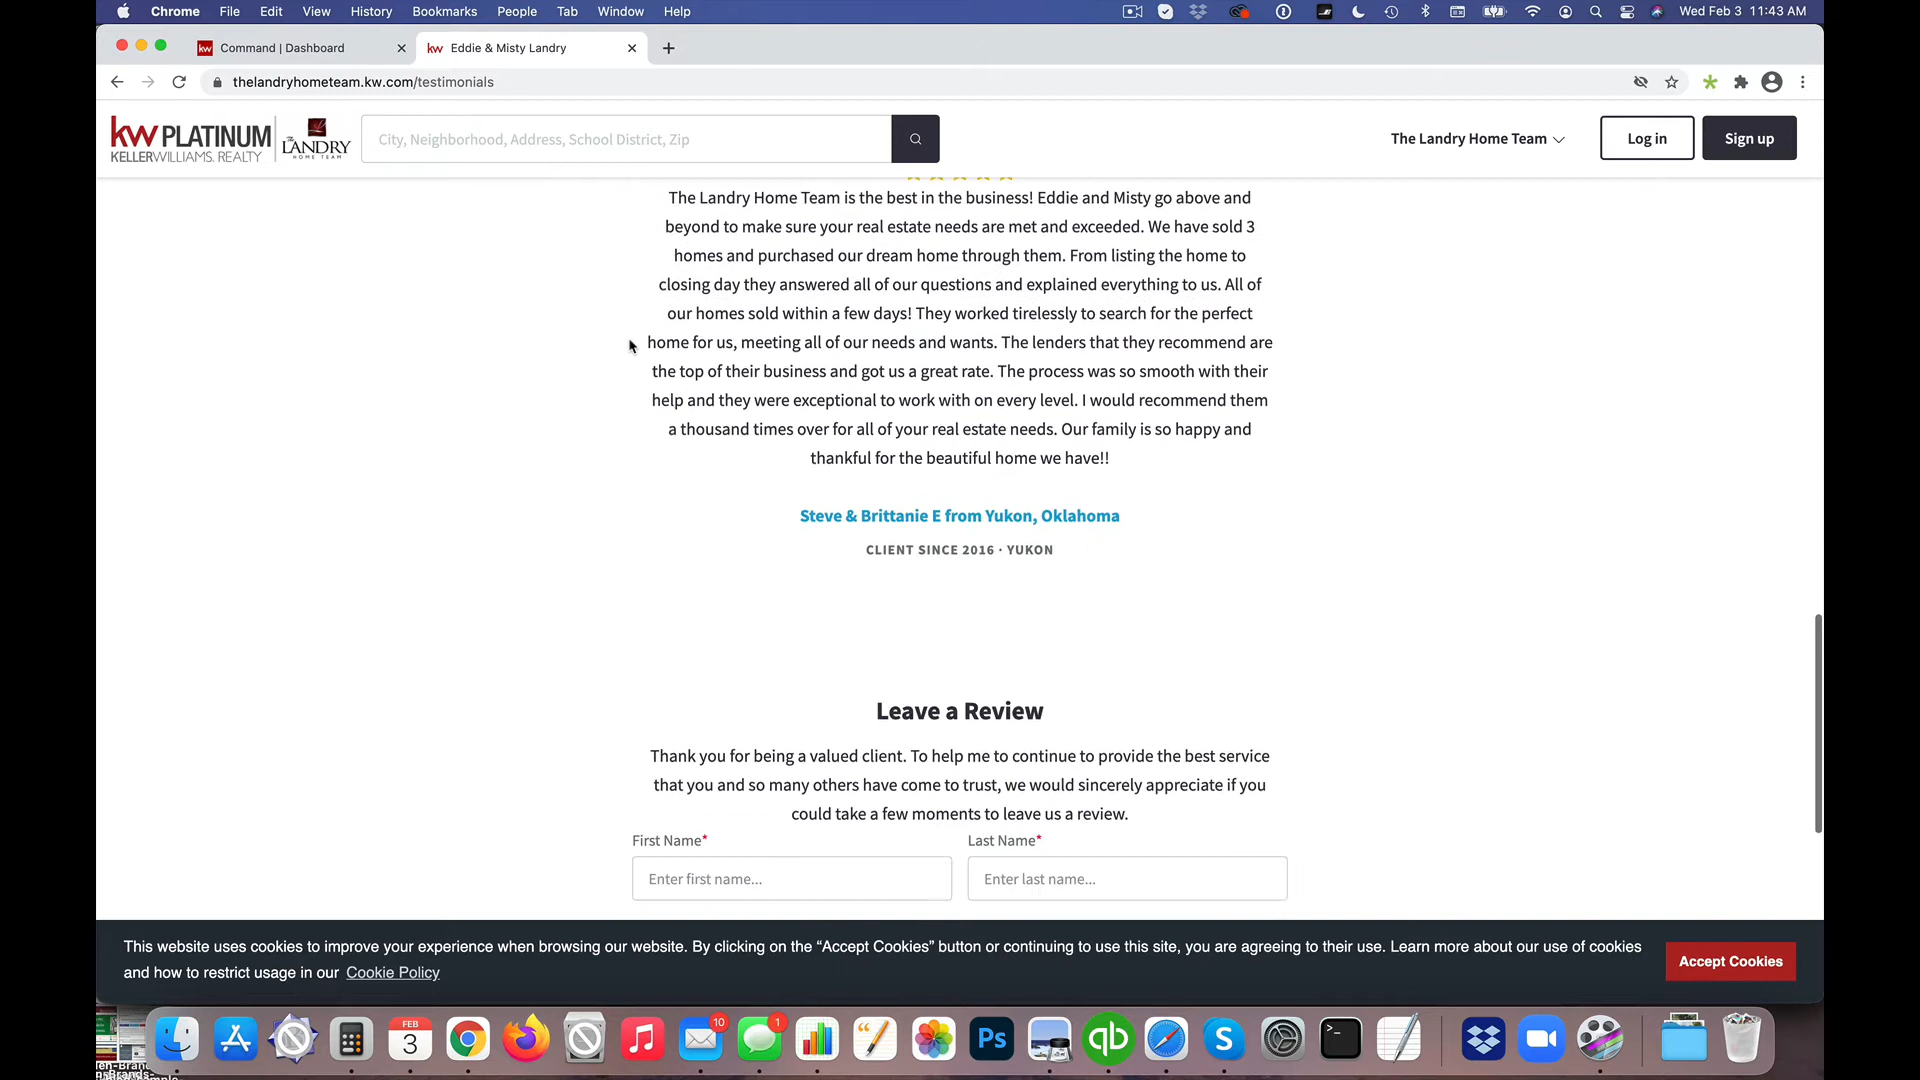 Chrome File Edit View History Bookmarks People Tab Window Help
Wed Feb 3 11:43 AM
kw Command | Dashboard
kw Eddie & Misty Landry
thelandryhometeam.kw.com/testimonials
kw PLATINUM
KELLERWILLIAMS. REALTY
The LANDRY
HOME TEAM
City, Neighborhood, Address, School District, Zip
The Landry Home Team
Log in
Sign up
The Landry Home Team is the best in the business! Eddie and Misty go above and
beyond to make sure your real estate needs are met and exceeded. We have sold 3
homes and purchased our dream home through them. From listing the home to
closing day they answered all of our questions and explained everything to us. All of
our homes sold within a few days! They worked tirelessly to search for the perfect
home for us, meeting all of our needs and wants. The lenders that they recommend are
the top of their business and got us a great rate. The process was so smooth with their
help and they were exceptional to work with on every level. I would recommend them
a thousand times over for all of your real estate needs. Our family is so happy and
thankful for the beautiful home we have!!
Steve & Brittanie E from Yukon, Oklahoma
CLIENT SINCE 2016 · YUKON
Leave a Review
Thank you for being a valued client. To help me to continue to provide the best service
that you and so many others have come to trust, we would sincerely appreciate if you
could take a few moments to leave us a review.
First Name*
Last Name*
Enter first name...
Enter last name...
This website uses cookies to improve your experience when browsing our website. By clicking on the “Accept Cookies” button or continuing to use this site, you are agreeing to their use. Learn more about our use of cookies
and how to restrict usage in our Cookie Policy
Accept Cookies
FEB
3
10
1
Ps
qb
S